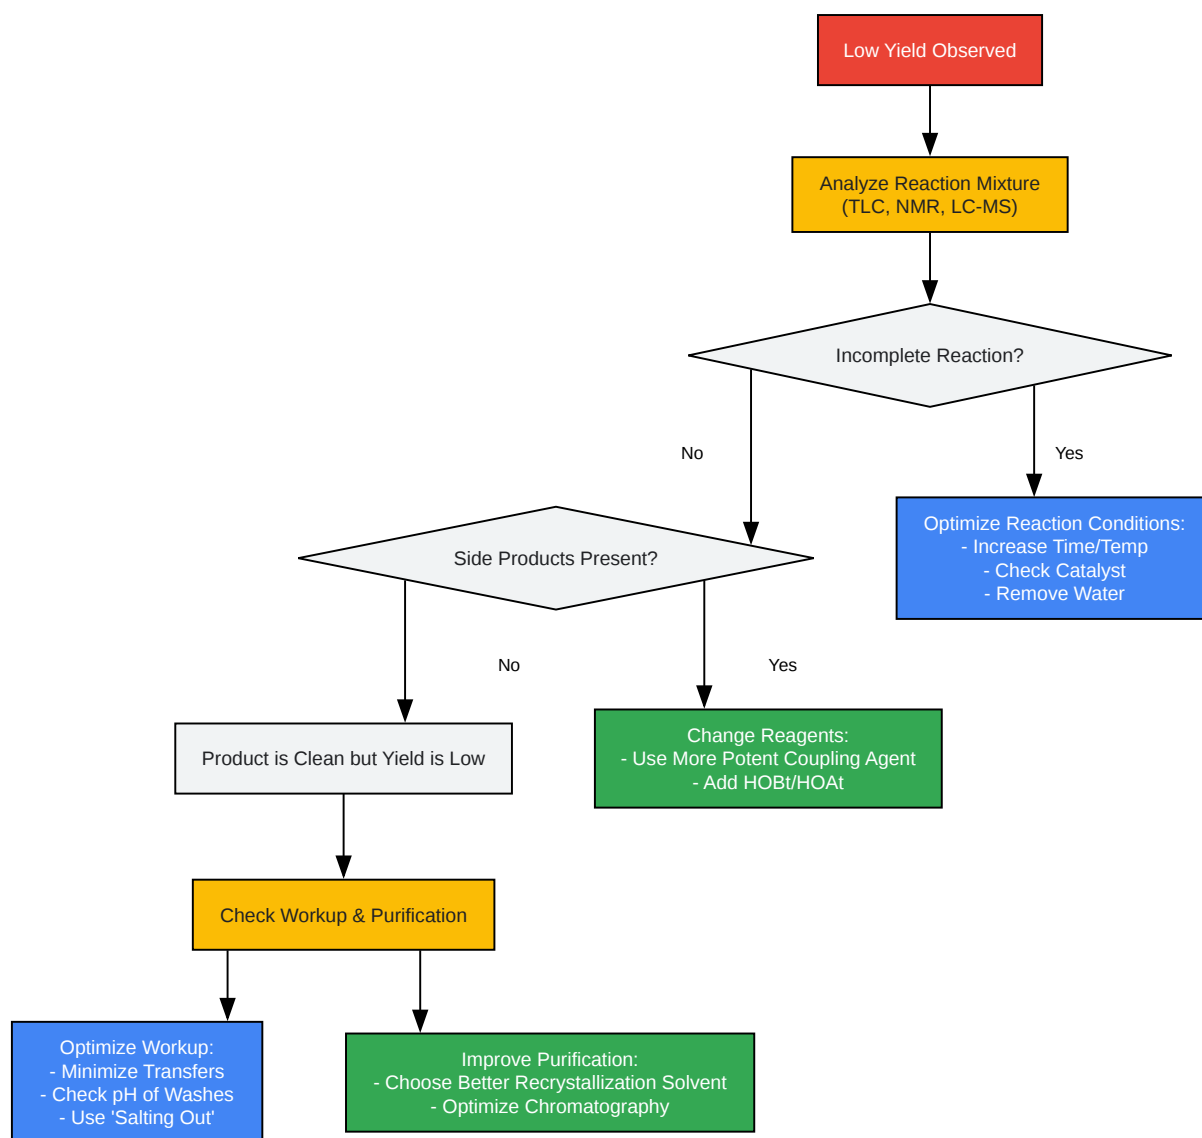 Low Yield Observed
Analyze Reaction Mixture
(TLC, NMR, LC-MS)
Incomplete Reaction?
No
Yes
Optimize Reaction Conditions:
- Increase Time/Temp
- Check Catalyst
- Remove Water
Side Products Present?
No
Yes
Product is Clean but Yield is Low
Change Reagents:
- Use More Potent Coupling Agent
- Add HOBt/HOAt
Check Workup & Purification
Optimize Workup:
- Minimize Transfers
- Check pH of Washes
- Use 'Salting Out'
Improve Purification:
- Choose Better Recrystallization Solvent
- Optimize Chromatography